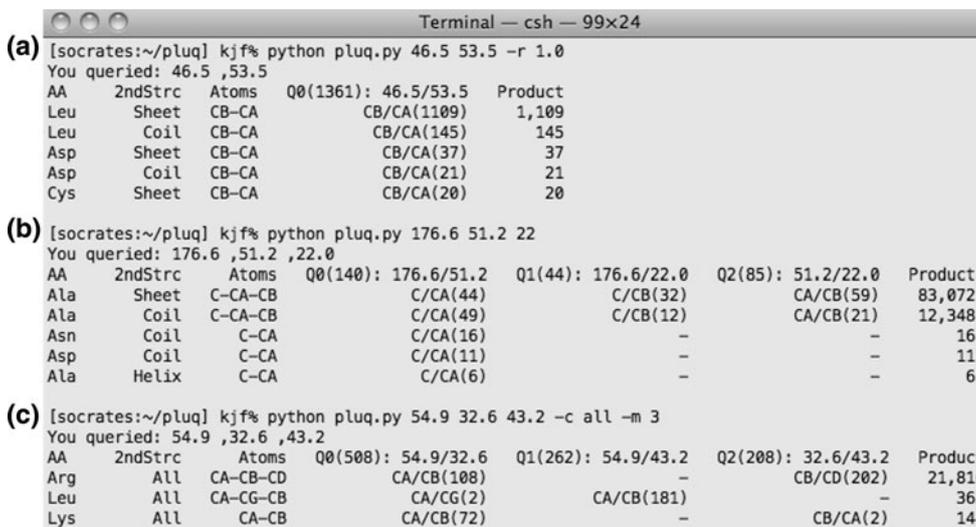 Terminal — csh — 99×24
(a) [socrates:~/pluq] kjf% python pluq.py 46.5 53.5 -r 1.0
You queried: 46.5 ,53.5
AA 2ndStrc Atoms Q0(1361): 46.5/53.5 Product
Leu Sheet CB-CA CB/CA(1109) 1,109
Leu Coil CB-CA CB/CA(145) 145
Asp Sheet CB-CA CB/CA(37) 37
Asp Coil CB-CA CB/CA(21) 21
Cys Sheet CB-CA CB/CA(20) 20
(b) [socrates:~/pluq] kjf% python pluq.py 176.6 51.2 22
You queried: 176.6 ,51.2 ,22.0
AA 2ndStrc Atoms Q0(140): 176.6/51.2 Q1(44): 176.6/22.0 Q2(85): 51.2/22.0 Product
Ala Sheet C-CA-CB C/CA(44) C/CB(32) CA/CB(59) 83,072
Ala Coil C-CA-CB C/CA(49) C/CB(12) CA/CB(21) 12,348
Asn Coil C-CA C/CA(16) - - 16
Asp Coil C-CA C/CA(11) - - 11
Ala Helix C-CA C/CA(6) - - 6
(c) [socrates:~/pluq] kjf% python pluq.py 54.9 32.6 43.2 -c all -m 3
You queried: 54.9 ,32.6 ,43.2
AA 2ndStrc Atoms Q0(508): 54.9/32.6 Q1(262): 54.9/43.2 Q2(208): 32.6/43.2 Produc
Arg All CA-CB-CD CA/CB(108) - CB/CD(202) 21,81
Leu All CA-CG-CB CA/CG(2) CA/CB(181) - 36
Lys All CA-CB CA/CB(72) - CB/CA(2) 14